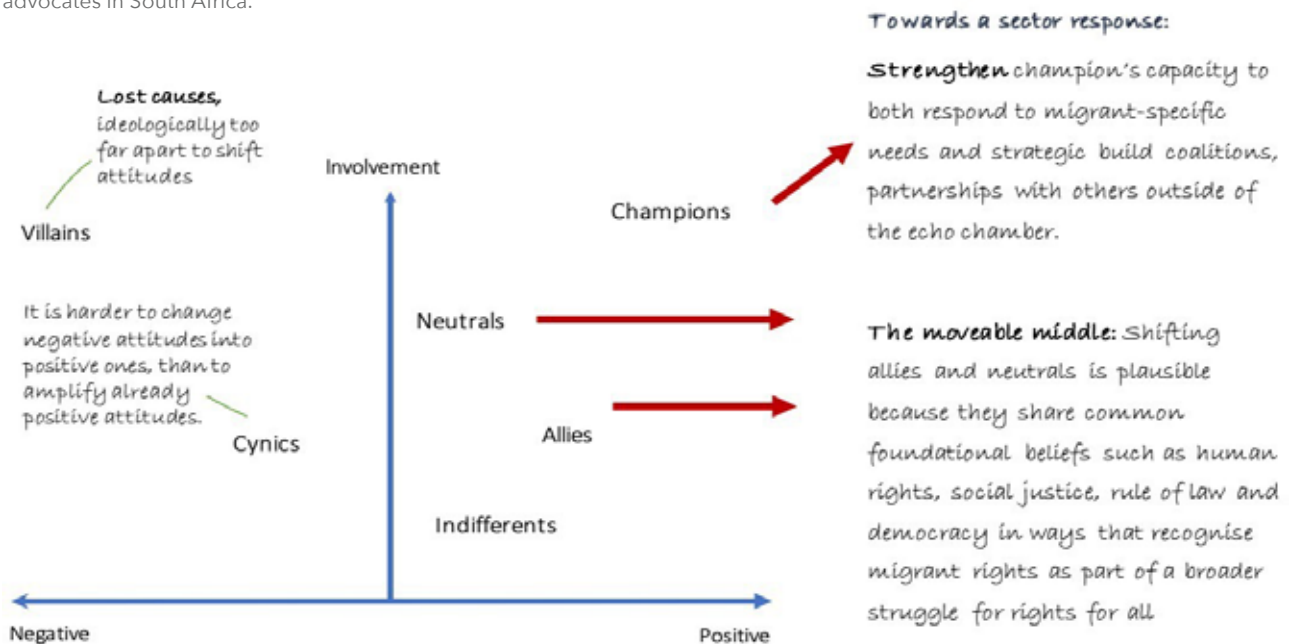 advocates in South Africa.
Lost causes,
ideologically too
far apart to shift
attitudes
Villains
It is harder to change
negative attitudes into
positive ones, than to
amplify already
positive attitudes.
Cynics
Involvement
Champions
Neutrals
Allies
Indifferents
Negative
Positive
Towards a sector response:
Strengthen champion's capacity to
both respond to migrant-specific
needs and strategic build coalitions,
partnerships with others outside of
the echo chamber.
The moveable middle: Shifting
allies and neutrals is plausible
because they share common
foundational beliefs such as human
rights, social justice, rule of law and
democracy in ways that recognise
migrant rights as part of a broader
struggle for rights for all